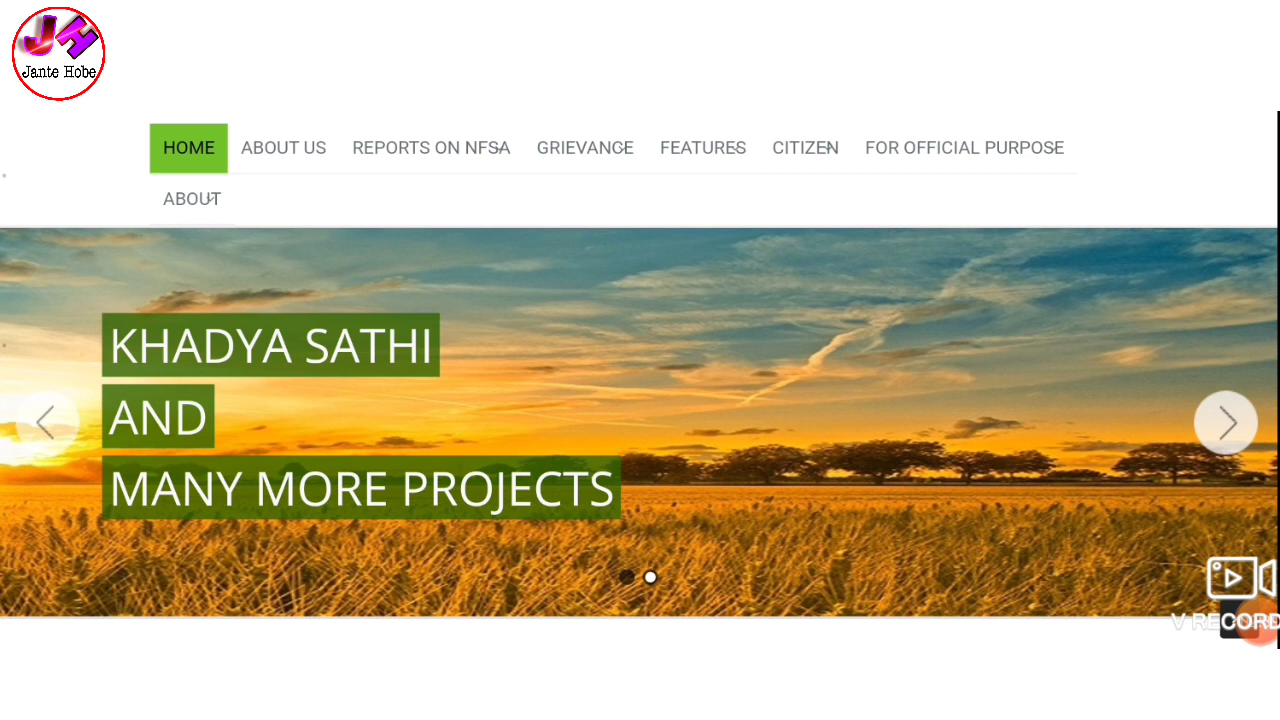 JH
Jante Hobe
HOME ABOUT US REPORTS ON NFSA GRIEVANCE FEATURES CITIZEN FOR OFFICIAL PURPOSE
ABOUT
KHADYA SATHI
AND
MANY MORE PROJECTS
V RECORD